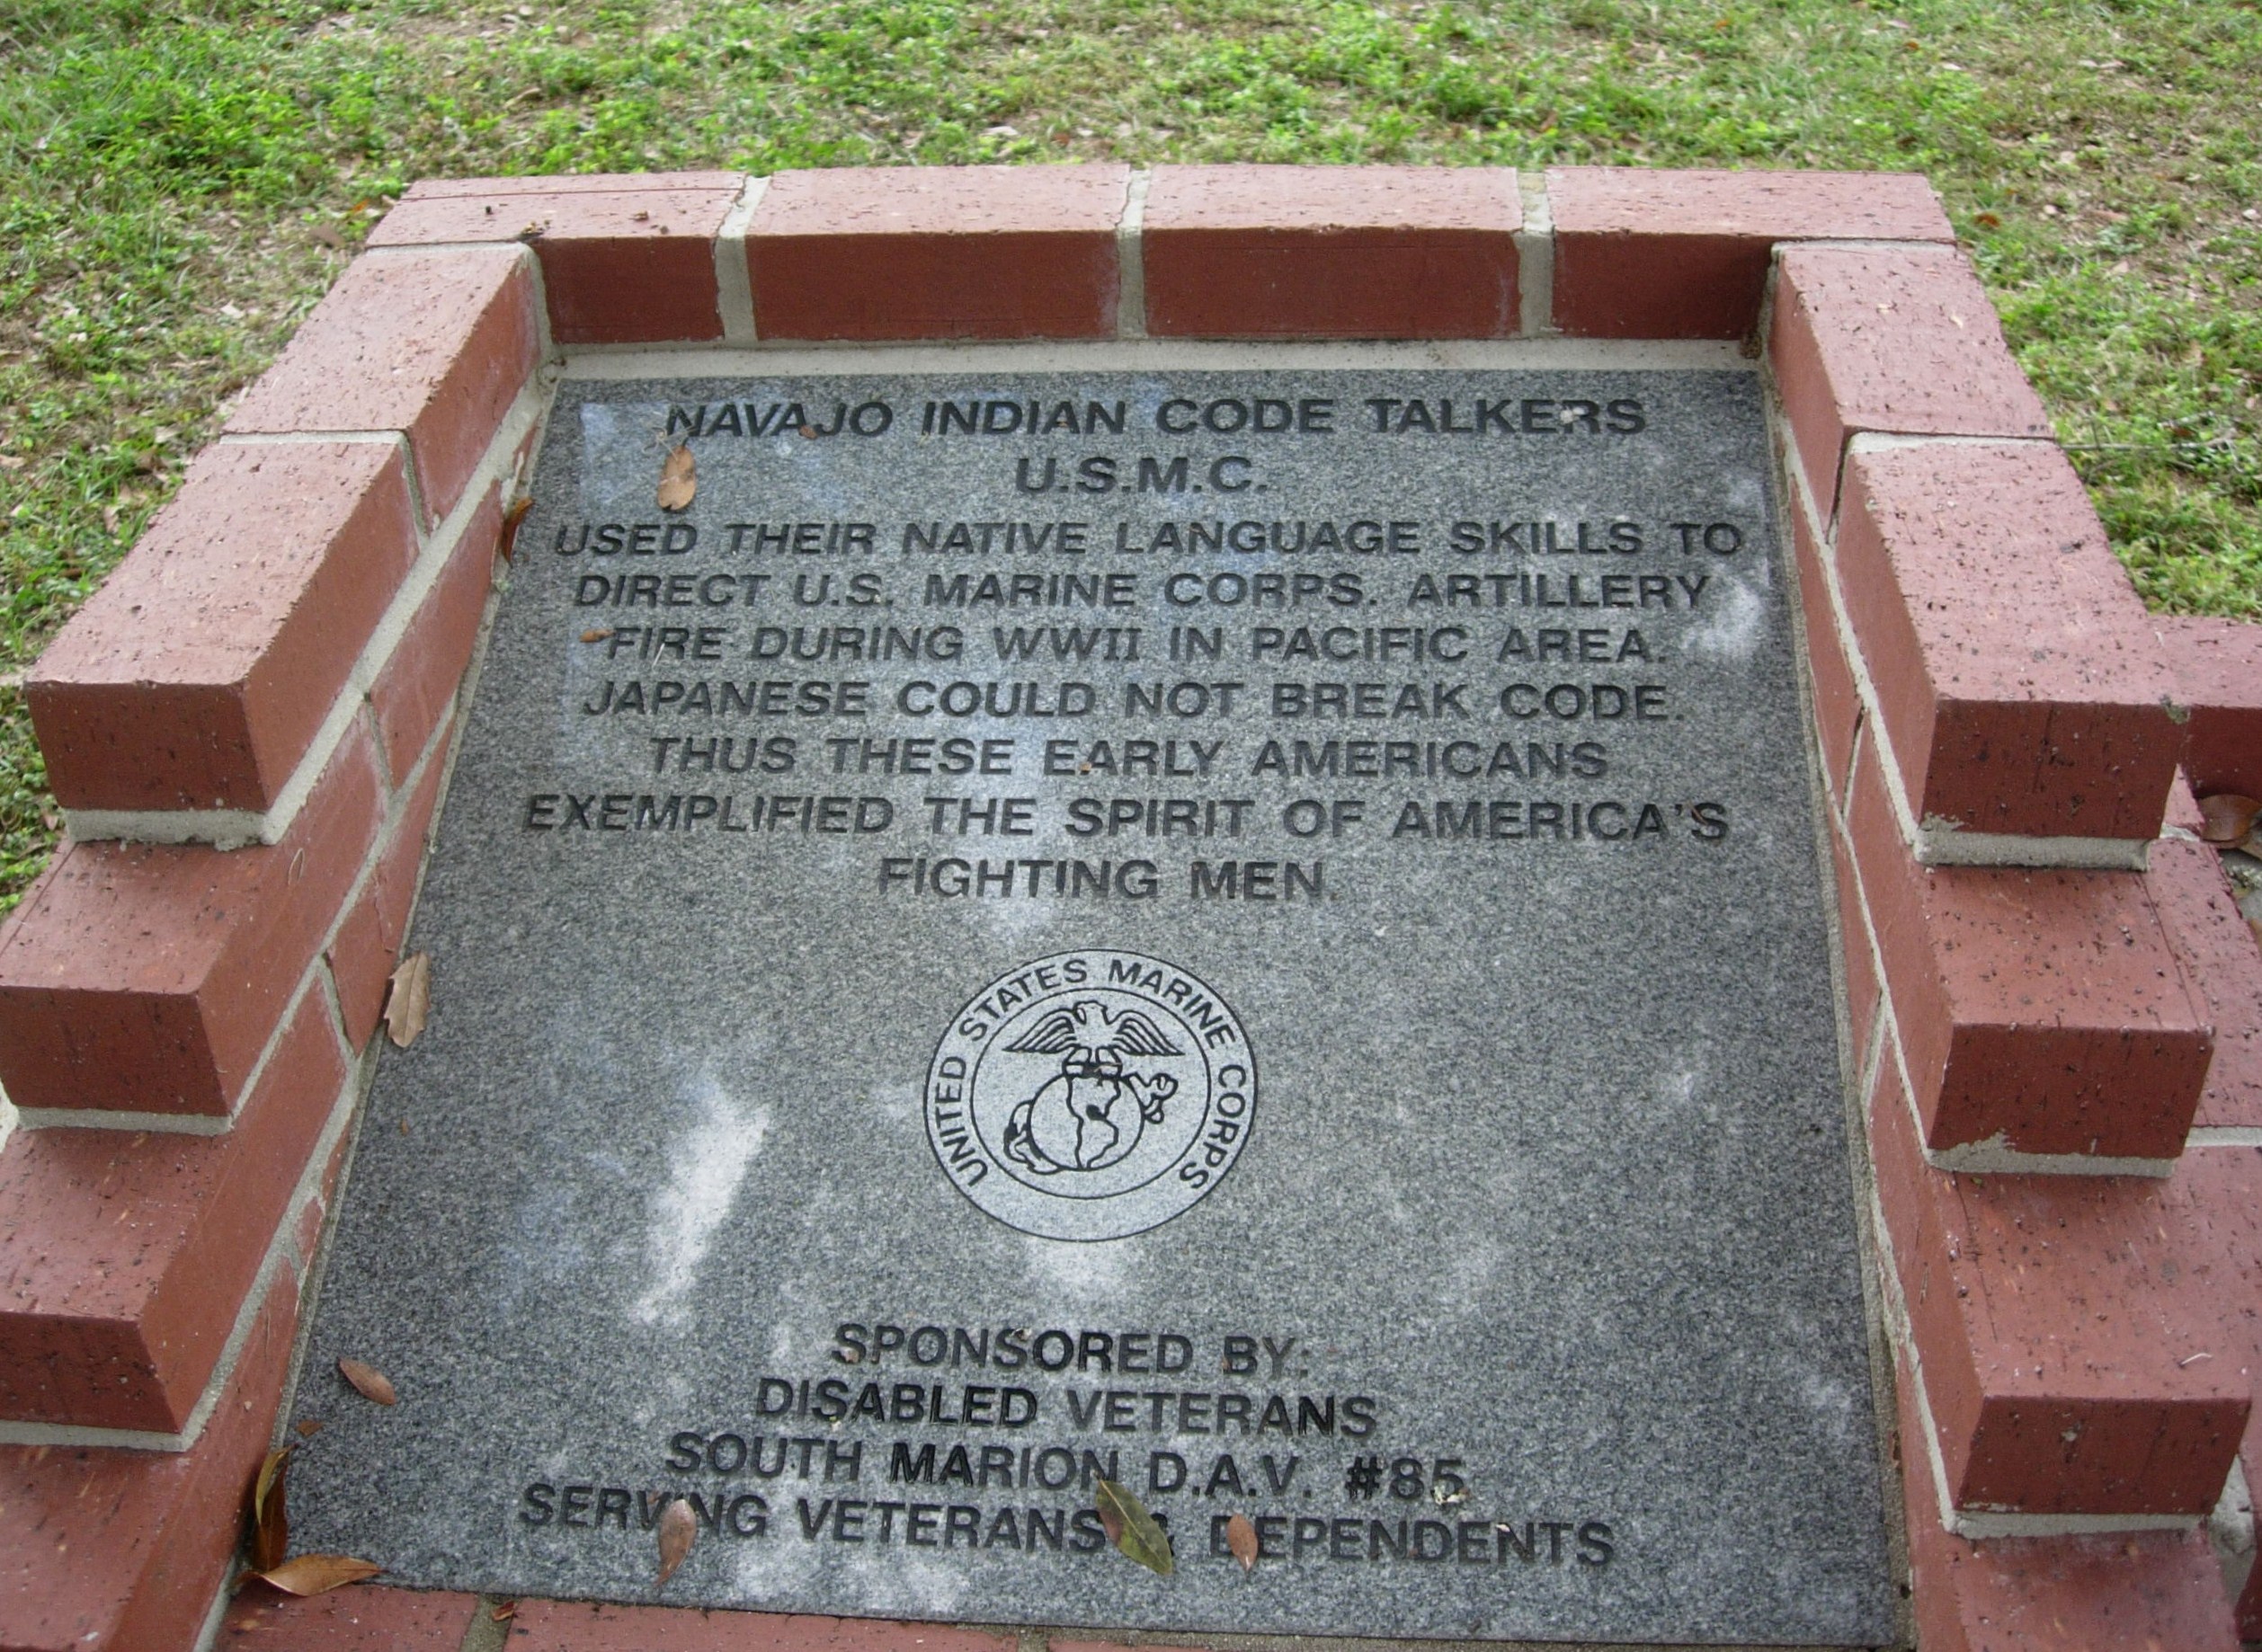 NAVAJO INDIAN CODE TALKERS
U.S.M.C.
USED THEIR NATIVE LANGUAGE SKILLS TO
DIRECT U.S. MARINE CORPS. ARTILLERY
FIRE DURING WWII IN PACIFIC AREA.
JAPANESE COULD NOT BREAK CODE.
THUS THESE EARLY AMERICANS
EXEMPLIFIED THE SPIRIT OF AMERICA'S
FIGHTING MEN.
UNITED STATES MARINE CORPS
SPONSORED BY:
DISABLED VETERANS
SOUTH MARION D.A.V. #85
SERVING VETERANS & DEPENDENTS